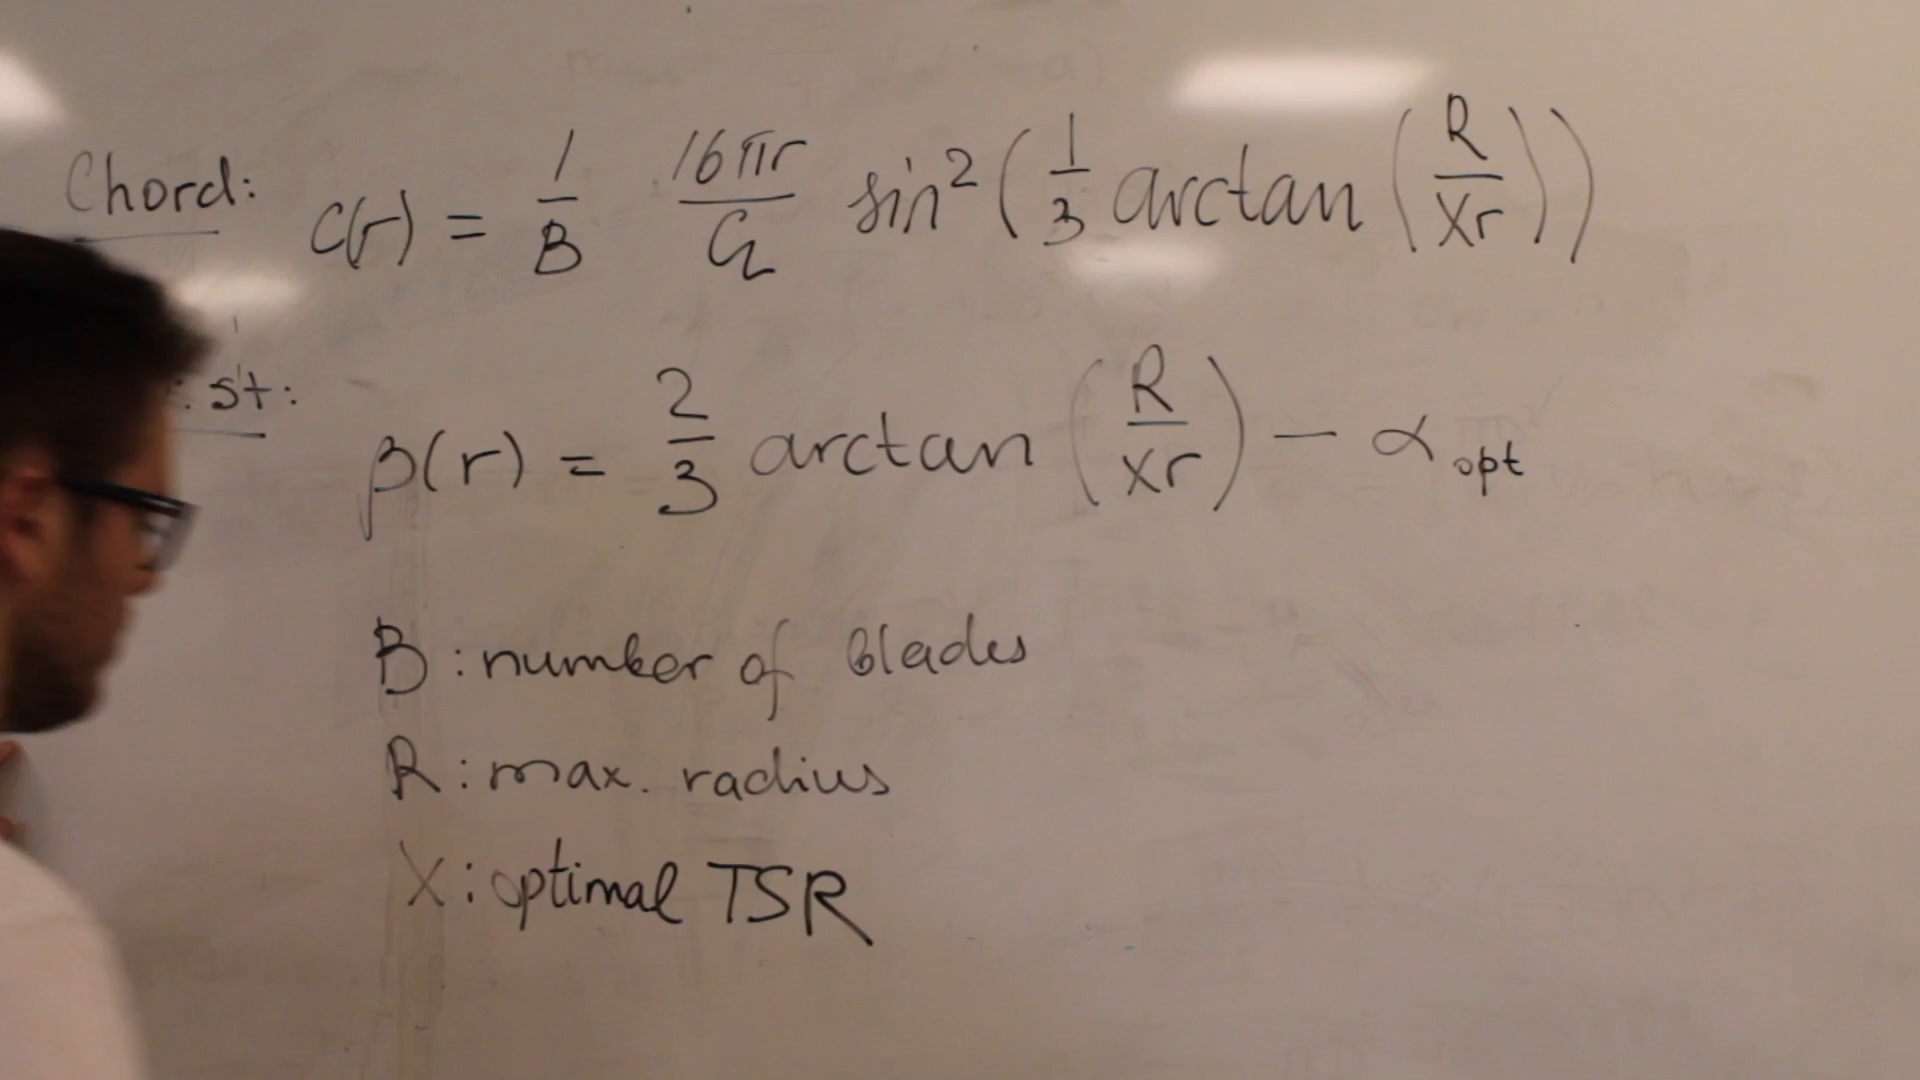 Chord: c(r) = 1/B 16πr/C_L sin²(1/3 arctan(R/Xr))
st:
β(r) = 2/3 arctan(R/Xr) − α_opt
B: number of blades
R: max. radius
X: optimal TSR